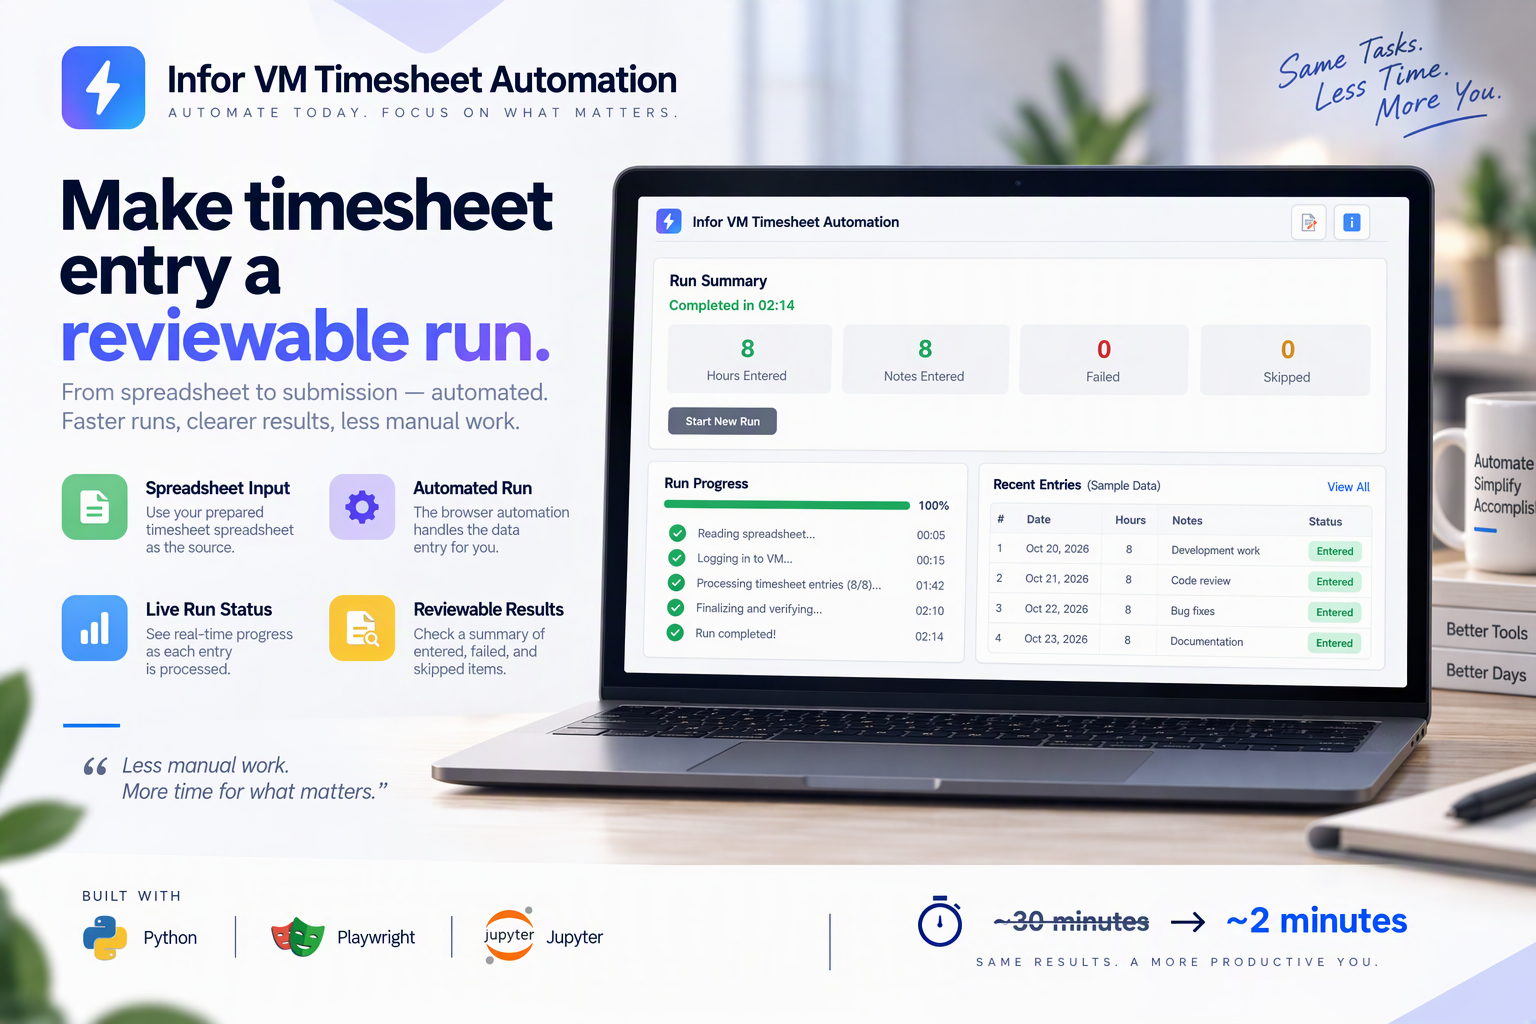 Infor VM Timesheet Automation
AUTOMATE TODAY. FOCUS ON WHAT MATTERS.
Same Tasks.
Less Time.
More You.
Make timesheet
entry a
reviewable run.
From spreadsheet to submission — automated.
Faster runs, clearer results, less manual work.
Spreadsheet Input
Use your prepared
timesheet spreadsheet
as the source.
Automated Run
The browser automation
handles the data
entry for you.
Live Run Status
See real-time progress
as each entry
is processed.
Reviewable Results
Check a summary of
entered, failed, and
skipped items.
“ Less manual work.
More time for what matters.”
Infor VM Timesheet Automation
Run Summary
Completed in 02:14
8
Hours Entered
8
Notes Entered
0
Failed
0
Skipped
Start New Run
Run Progress
100%
Reading spreadsheet... 00:05
Logging in to VM... 00:15
Processing timesheet entries (8/8)... 01:42
Finalizing and verifying... 02:10
Run completed! 02:14
Recent Entries (Sample Data) View All
# Date Hours Notes Status
1 Oct 20, 2026 8 Development work Entered
2 Oct 21, 2026 8 Code review Entered
3 Oct 22, 2026 8 Bug fixes Entered
4 Oct 23, 2026 8 Documentation Entered
Automate
Simplify
Accomplis
Better Tools
Better Days
BUILT WITH
Python
Playwright
jupyter
Jupyter
~30 minutes → ~2 minutes
SAME RESULTS. A MORE PRODUCTIVE YOU.